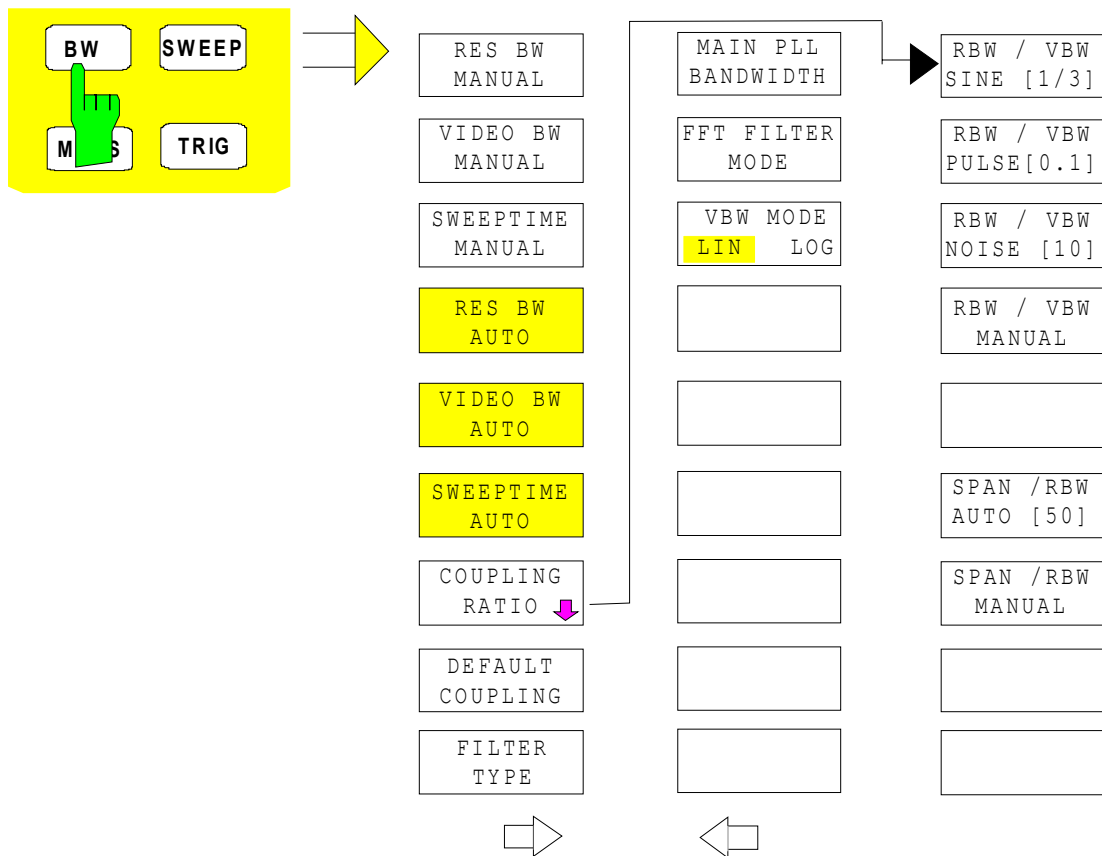 BW
SWEEP
TRIG
RES BW
MANUAL
VIDEO BW
MANUAL
SWEEPTIME
MANUAL
RES BW
AUTO
VIDEO BW
AUTO
SWEEPTIME
AUTO
COUPLING
RATIO
DEFAULT
COUPLING
FILTER
TYPE
MAIN PLL
BANDWIDTH
FFT FILTER
MODE
VBW MODE
LIN LOG
RBW / VBW
SINE [1/3]
RBW / VBW
PULSE[0.1]
RBW / VBW
NOISE [10]
RBW / VBW
MANUAL
SPAN /RBW
AUTO [50]
SPAN /RBW
MANUAL